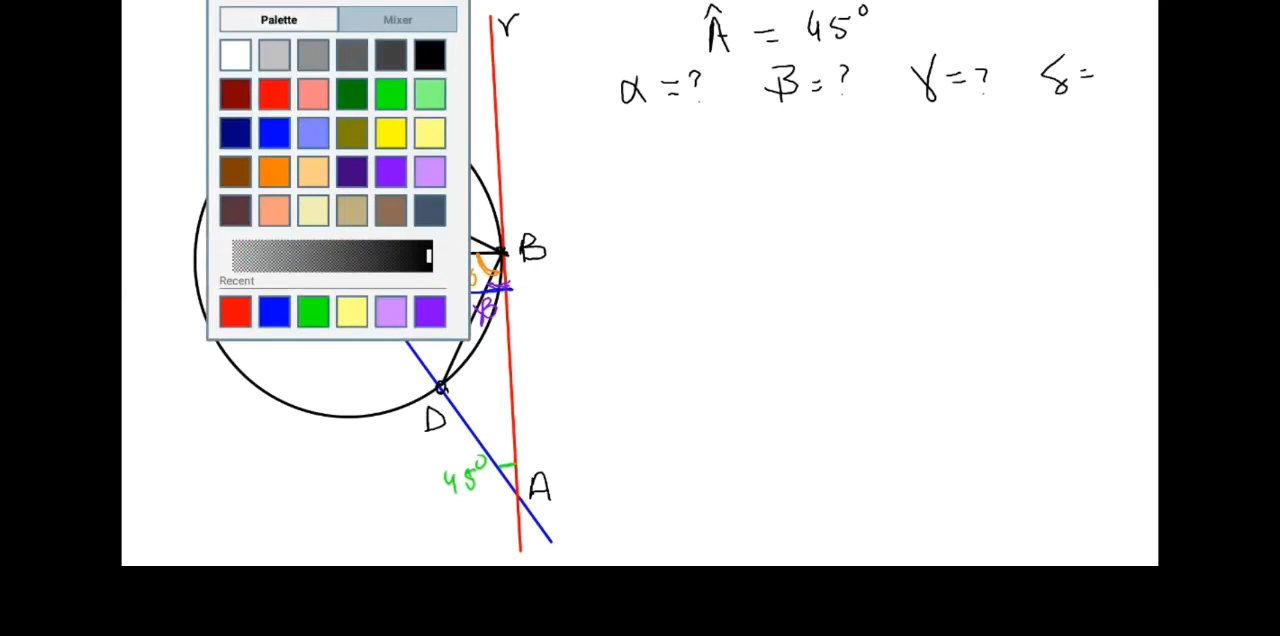 Palette Mixer
r
Â = 45°
α = ? β = ? γ = ? δ =
B
Recent
β
D
45°
A